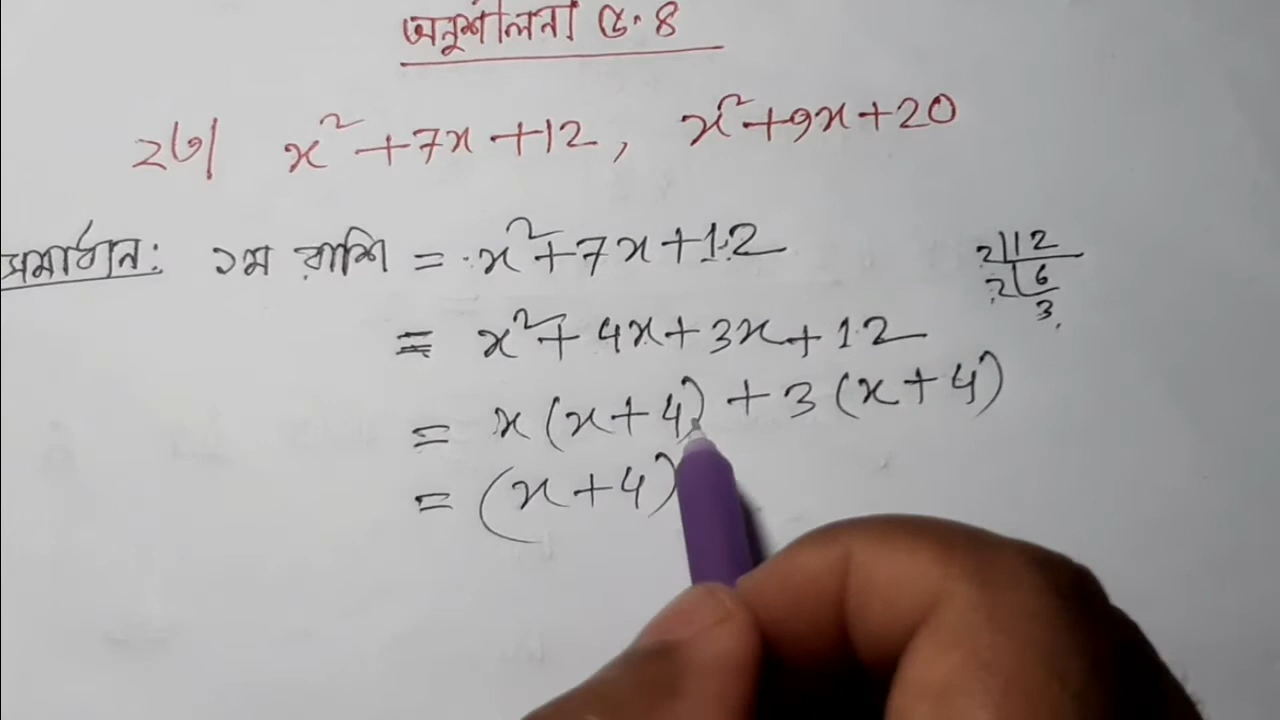 অনুশীলনী ৫.৪
২৩| x² + 7x + 12, x² + 9x + 20
সমাধান: ১ম রাশি = x² + 7x + 12
= x² + 4x + 3x + 12
= x (x + 4) + 3 (x + 4)
= (x + 4)
2 | 12
2 | 6
3